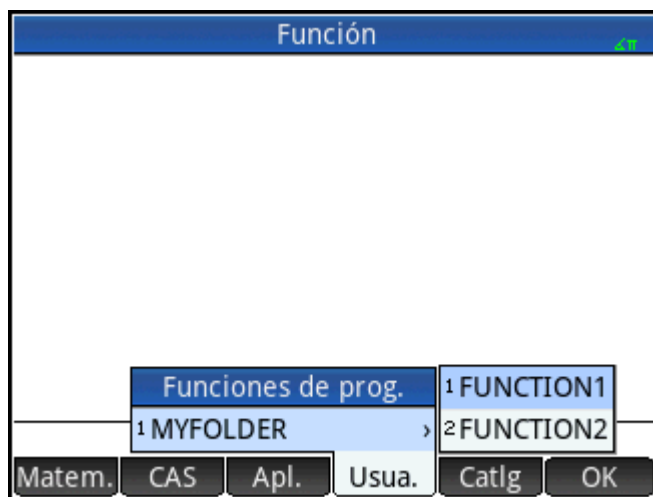 Función
∡π
Funciones de prog.
1 MYFOLDER ›
1 FUNCTION1
2 FUNCTION2
Matem. CAS Apl. Usua. Catlg OK